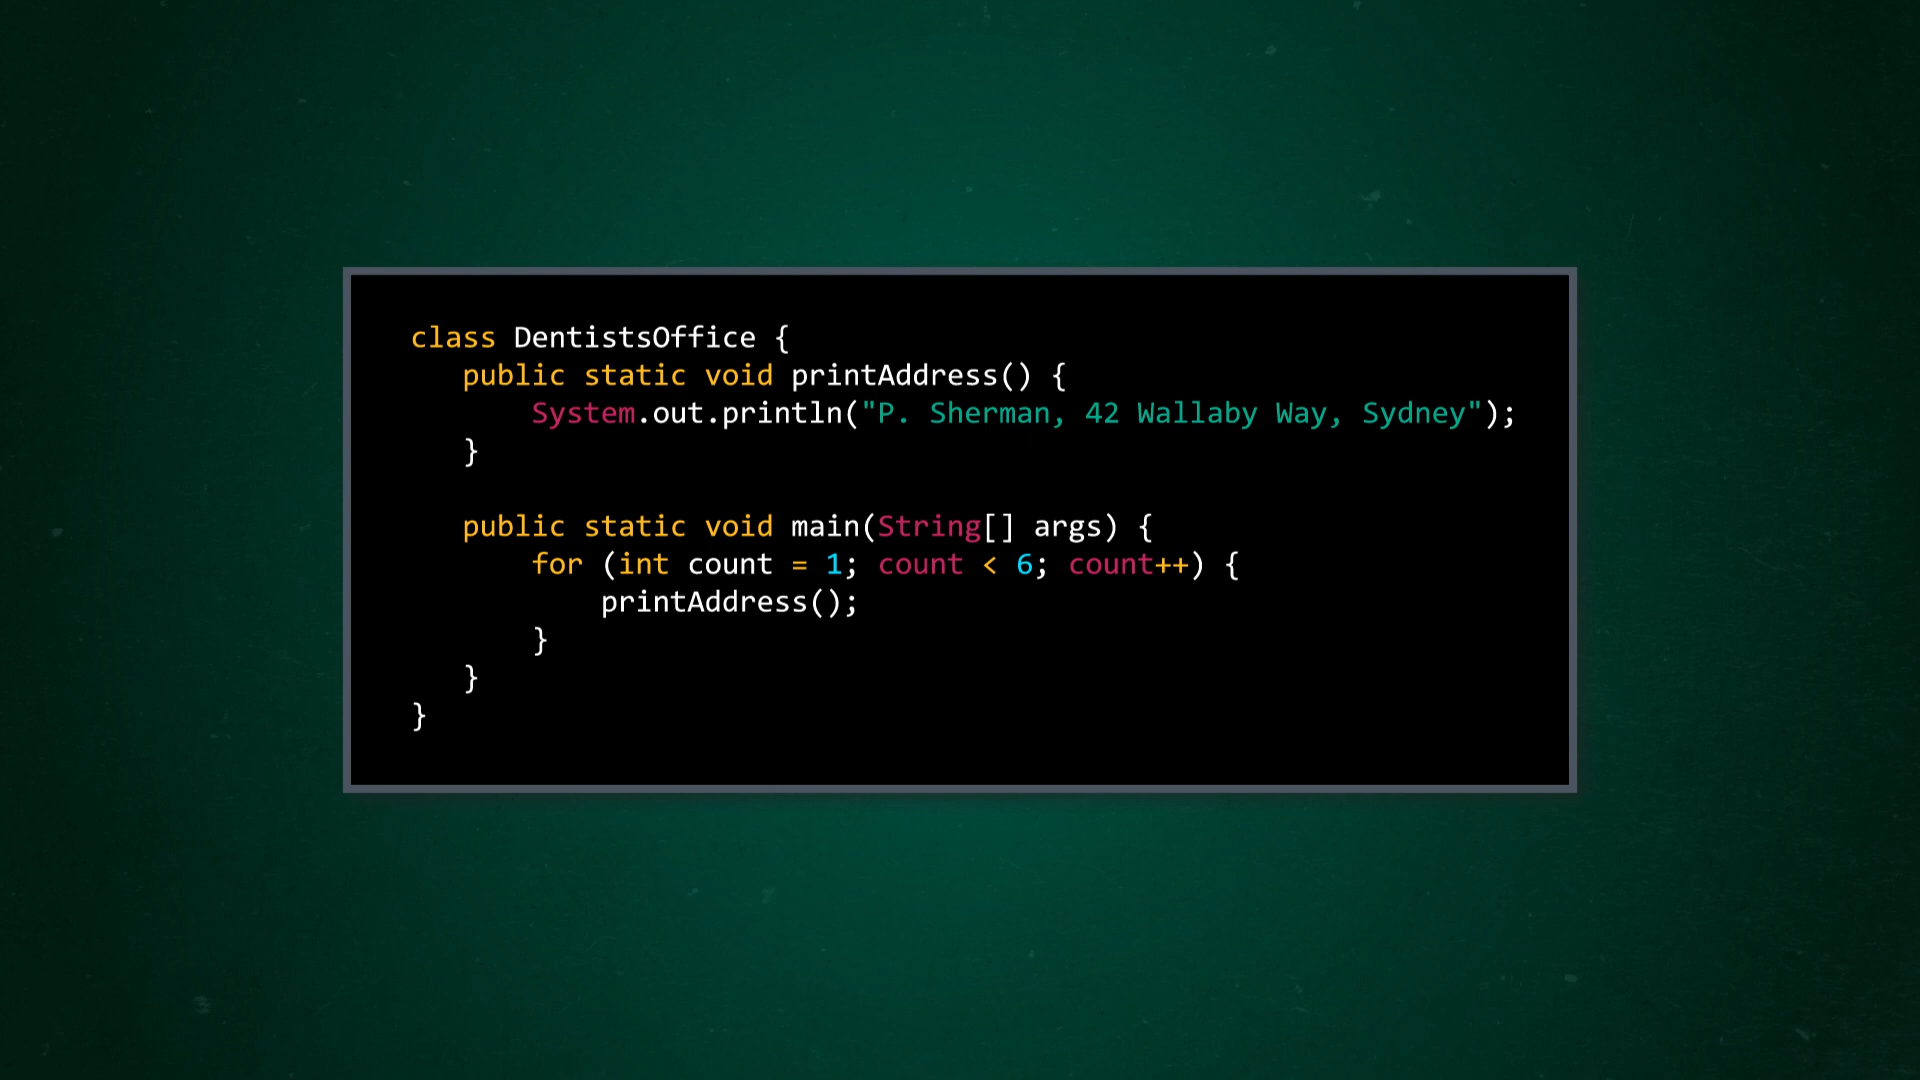 class DentistsOffice {
public static void printAddress() {
System.out.println("P. Sherman, 42 Wallaby Way, Sydney");
}
public static void main(String[] args) {
for (int count = 1; count < 6; count++) {
printAddress();
}
}
}